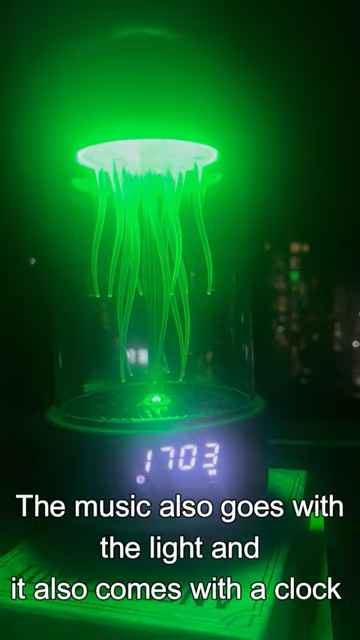 1703
The music also goes with
the light and
it also comes with a clock